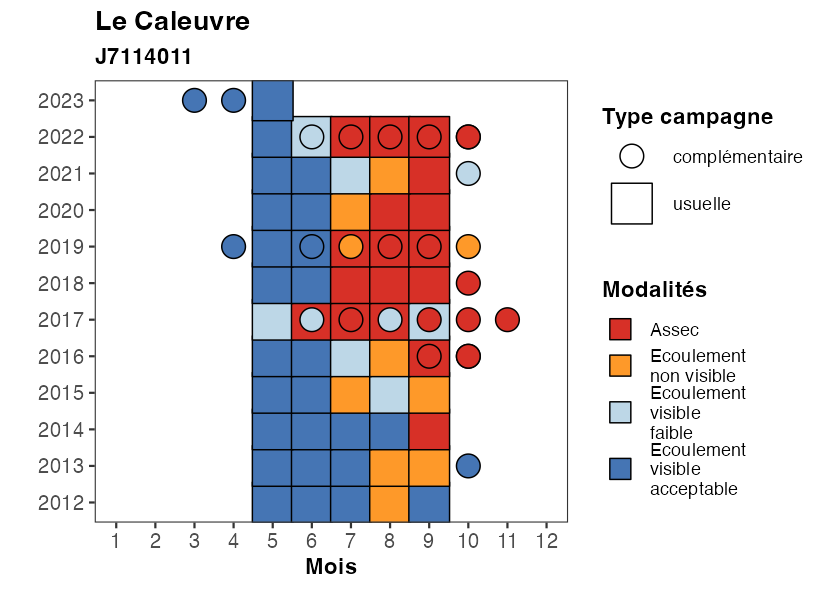 Le Caleuvre
J7114011
2023
2022
2021
2020
2019
2018
2017
2016
2015
2014
2013
2012
1 2 3 4 5 6 7 8 9 10 11 12
Mois
Type campagne
complémentaire
usuelle
Modalités
Assec
Ecoulement
non visible
Ecoulement
visible
faible
Ecoulement
visible
acceptable